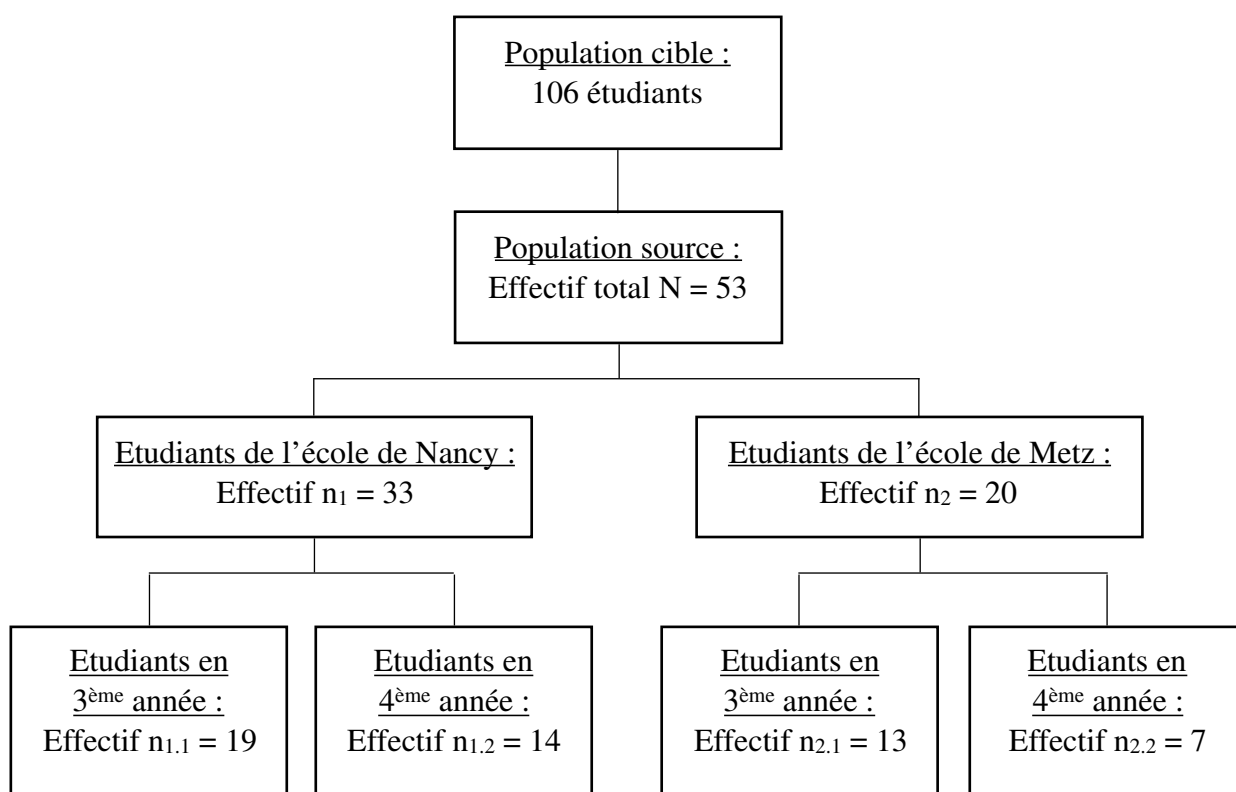 Population cible :
106 étudiants
Population source :
Effectif total N = 53
Etudiants de l’école de Nancy :
Effectif n₁ = 33
Etudiants de l’école de Metz :
Effectif n₂ = 20
Etudiants en
3ème année :
Effectif n₁.₁ = 19
Etudiants en
4ème année :
Effectif n₁.₂ = 14
Etudiants en
3ème année :
Effectif n₂.₁ = 13
Etudiants en
4ème année :
Effectif n₂.₂ = 7